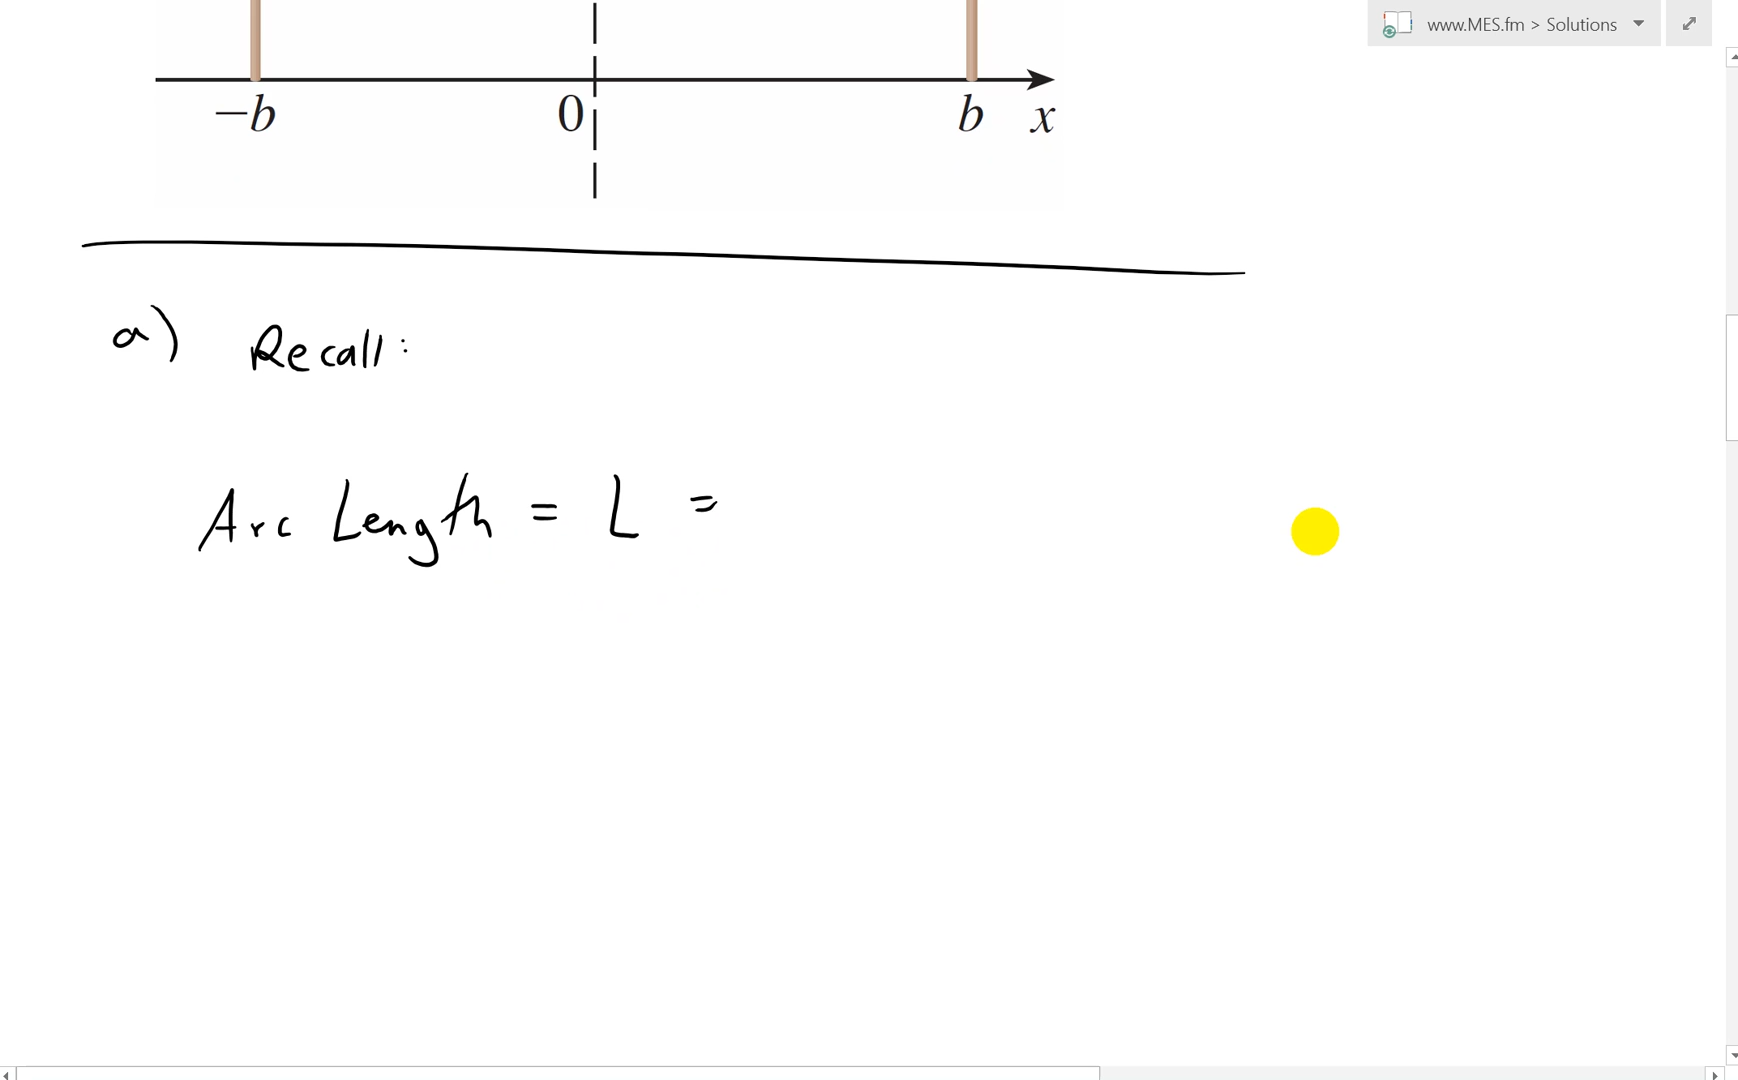 www.MES.fm > Solutions
−b 0 b x
a) Recall:
Arc Length = L =